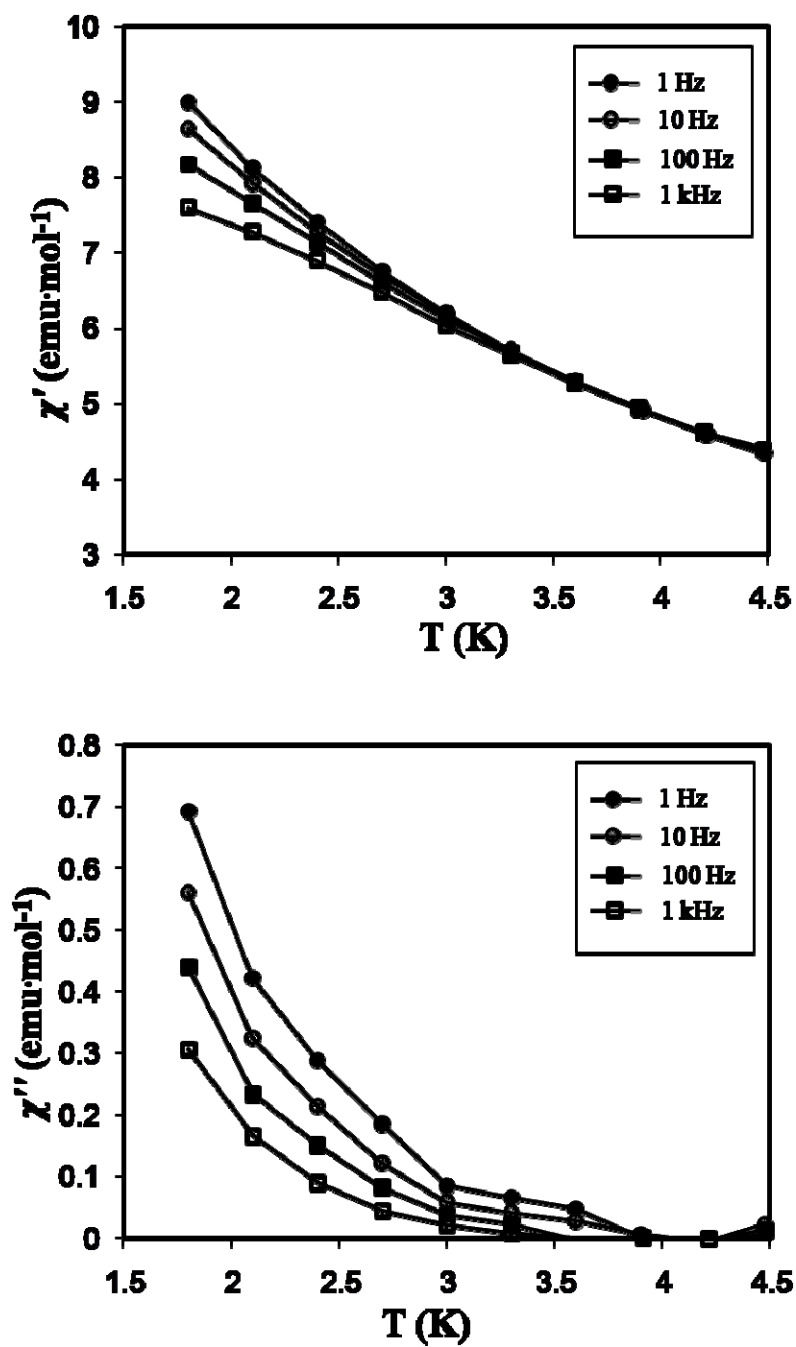 10
9
8
7
6
5
4
3
χ′ (emu·mol⁻¹)
1 Hz
10 Hz
100 Hz
1 kHz
1.5 2 2.5 3 3.5 4 4.5
T (K)
0.8
0.7
0.6
0.5
0.4
0.3
0.2
0.1
0
χ′′ (emu·mol⁻¹)
1 Hz
10 Hz
100 Hz
1 kHz
1.5 2 2.5 3 3.5 4 4.5
T (K)